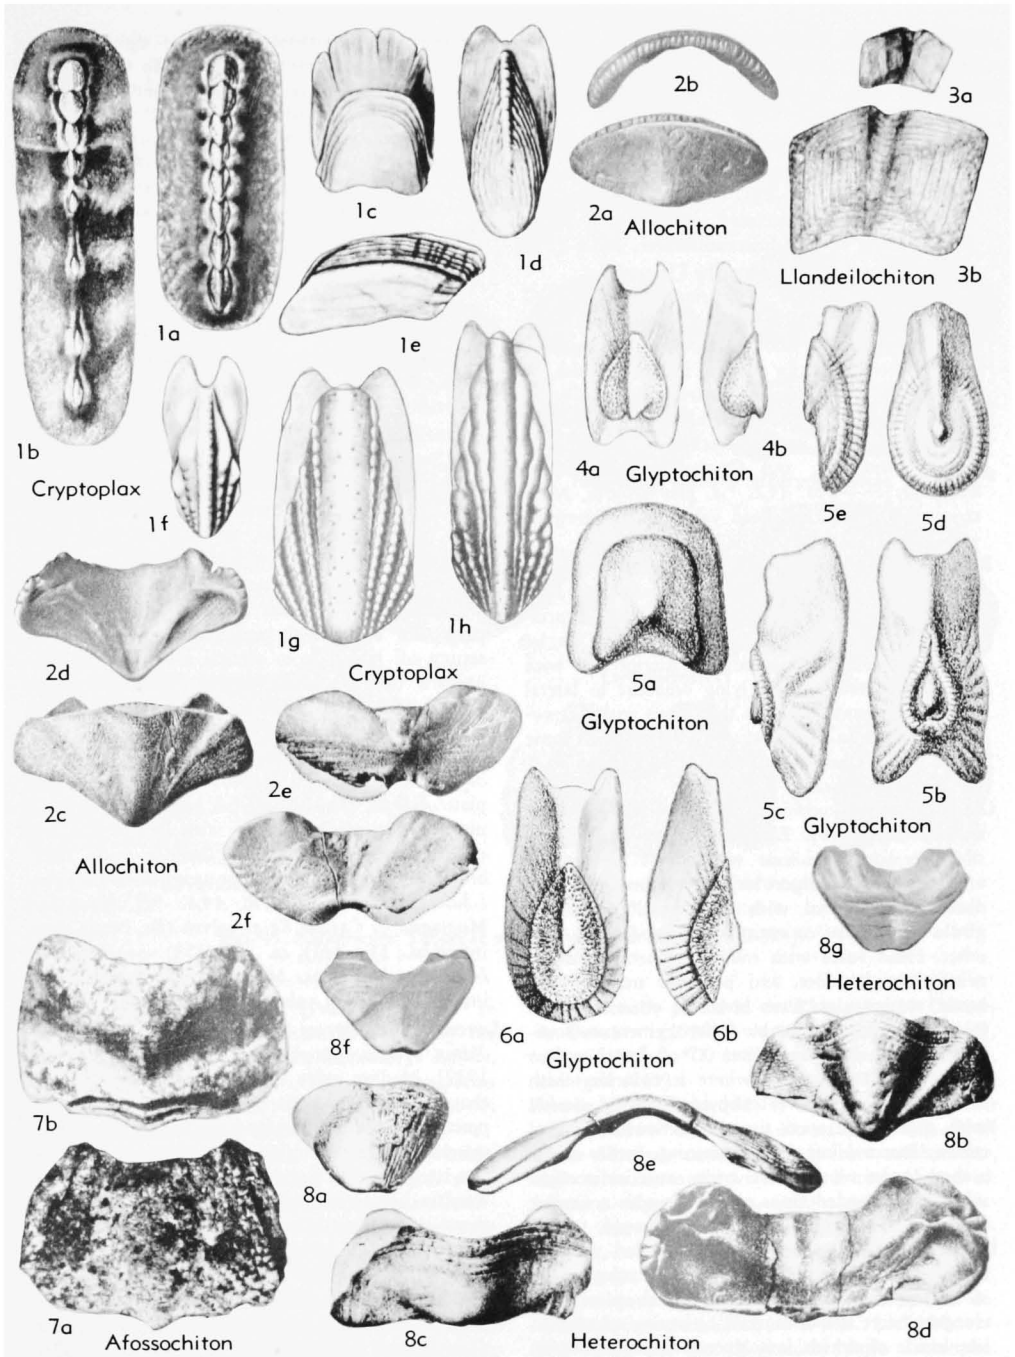 2b
3a
1c
2a
1d
Allochiton
Llandeilochiton 3b
1a
1e
1b
4b
4a
Glyptochiton
Cryptoplax
1f
5e
5d
1g
1h
2d
Cryptoplax
5a
Glyptochiton
2e
2c
5c
5b
Glyptochiton
Allochiton
2f
8g
Heterochiton
6a
6b
8f
Glyptochiton
7b
8b
8e
8a
7a
8c
8d
Afossochiton
Heterochiton